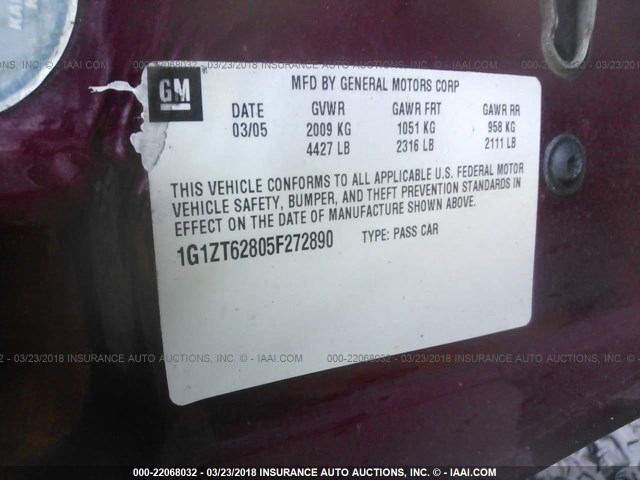 GM
MFD BY GENERAL MOTORS CORP
DATE GVWR GAWR FRT GAWR RR
03/05 2009 KG 1051 KG 958 KG
4427 LB 2316 LB 2111 LB
THIS VEHICLE CONFORMS TO ALL APPLICABLE U.S. FEDERAL MOTOR
VEHICLE SAFETY, BUMPER, AND THEFT PREVENTION STANDARDS IN
EFFECT ON THE DATE OF MANUFACTURE SHOWN ABOVE.
1G1ZT62805F272890 TYPE: PASS CAR
000-22068032 - 03/23/2018 INSURANCE AUTO AUCTIONS, INC. © - IAAI.COM